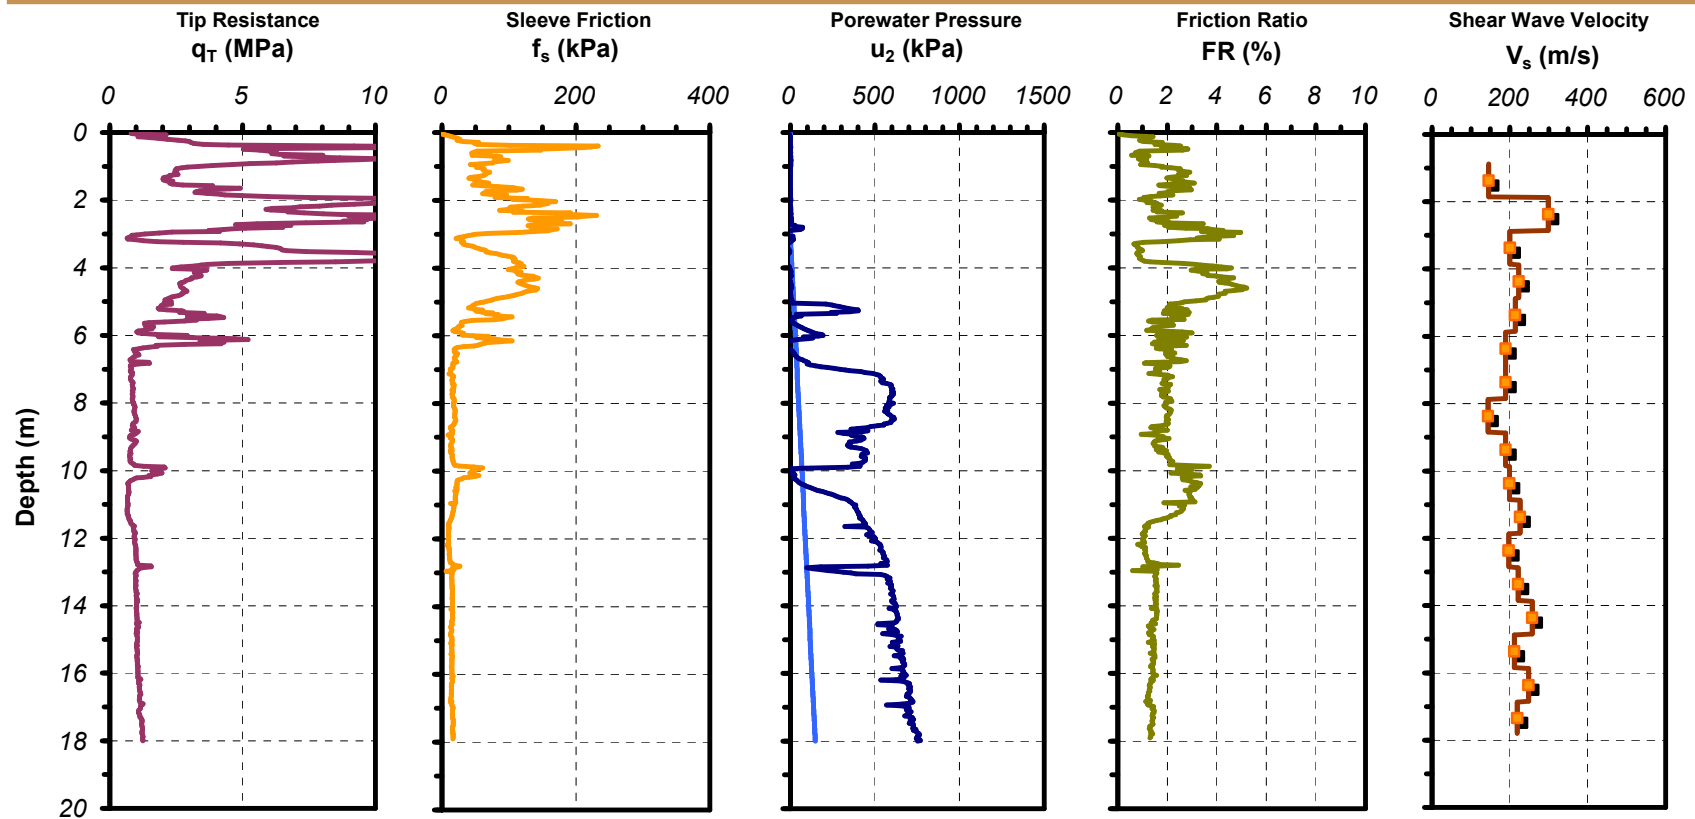 Tip Resistance Sleeve Friction Porewater Pressure Friction Ratio Shear Wave Velocity
qT (MPa) fs (kPa) u2 (kPa) FR (%) Vs (m/s)
0 5 10 0 200 400 0 500 1000 1500 0 2 4 6 8 10 0 200 400 600
0
2
4
6
8
10
12
14
16
18
20
Depth (m)